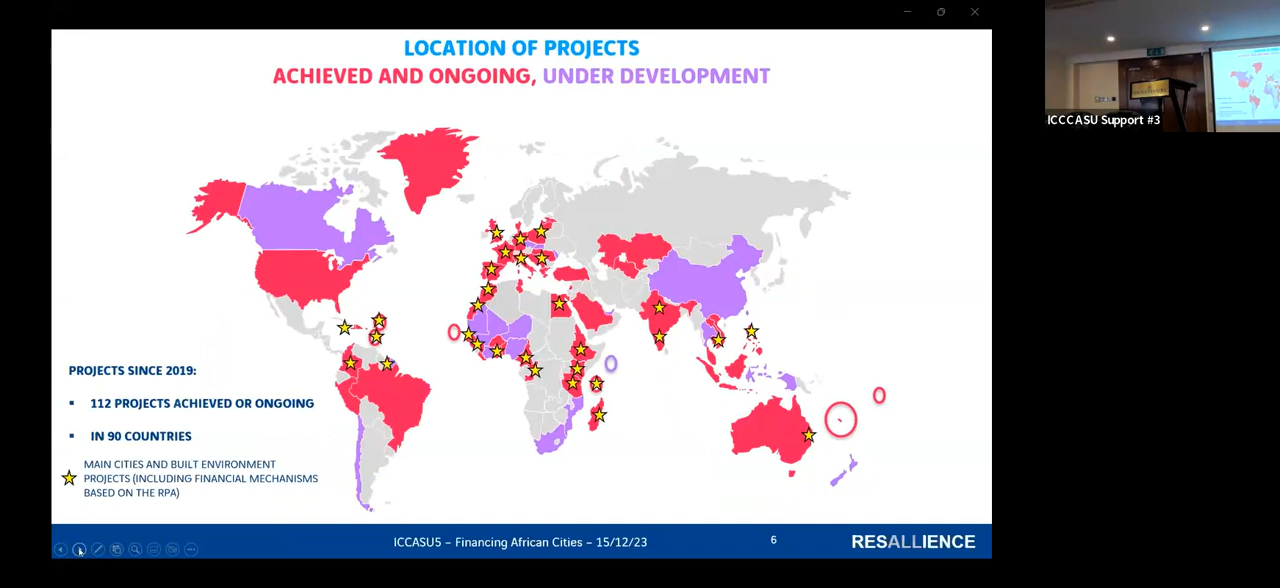 LOCATION OF PROJECTS
ACHIEVED AND ONGOING, UNDER DEVELOPMENT
ICCCASU Support #3
PROJECTS SINCE 2019:
▪ 112 PROJECTS ACHIEVED OR ONGOING
▪ IN 90 COUNTRIES
MAIN CITIES AND BUILT ENVIRONMENT
PROJECTS (INCLUDING FINANCIAL MECHANISMS
BASED ON THE RPA)
ICCASU5 – Financing African Cities – 15/12/23
6
RESALLIENCE